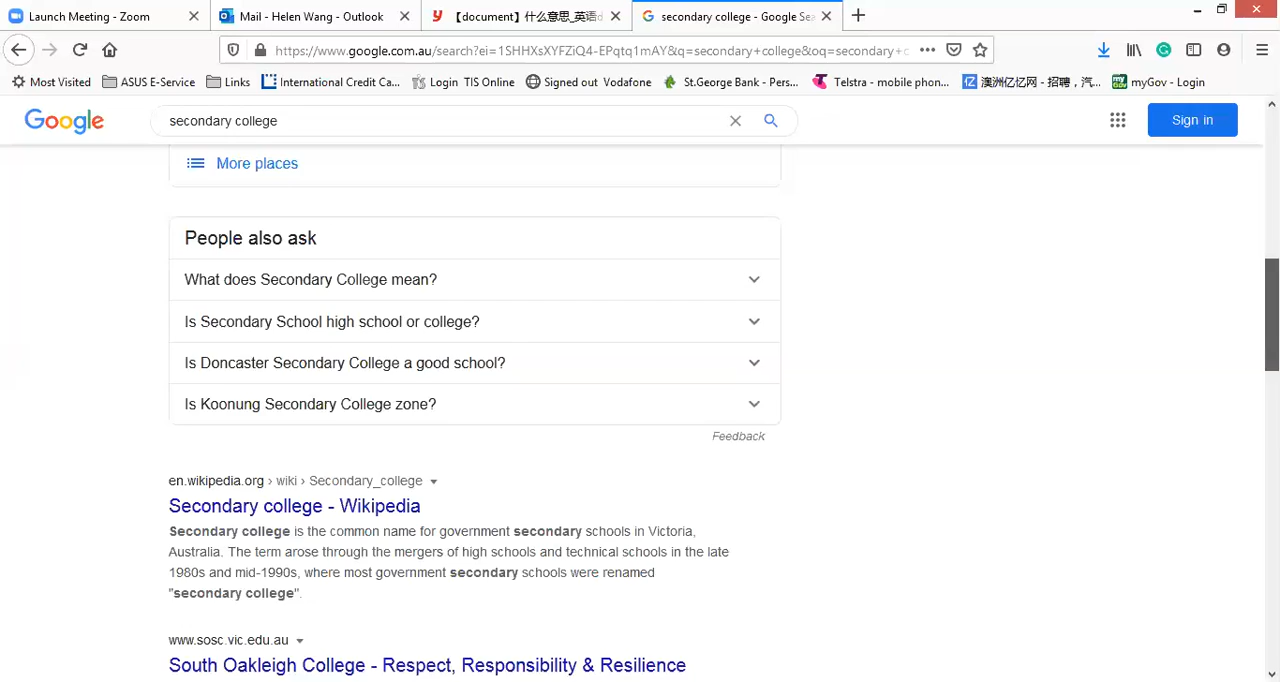 Launch Meeting - Zoom
Mail - Helen Wang - Outlook
【document】什么意思_英语
secondary college - Google Sea
https://www.google.com.au/search?ei=1SHHXsXYFZiQ4-EPqtq1mAY&q=secondary+college&oq=secondary+c
Most Visited
ASUS E-Service
Links
International Credit Ca...
Login TIS Online
Signed out Vodafone
St.George Bank - Pers...
Telstra - mobile phon...
澳洲亿忆网 - 招聘，汽...
myGov - Login
Google
secondary college
Sign in
More places
People also ask
What does Secondary College mean?
Is Secondary School high school or college?
Is Doncaster Secondary College a good school?
Is Koonung Secondary College zone?
Feedback
en.wikipedia.org › wiki › Secondary_college
Secondary college - Wikipedia
Secondary college is the common name for government secondary schools in Victoria,
Australia. The term arose through the mergers of high schools and technical schools in the late
1980s and mid-1990s, where most government secondary schools were renamed
"secondary college".
www.sosc.vic.edu.au
South Oakleigh College - Respect, Responsibility & Resilience